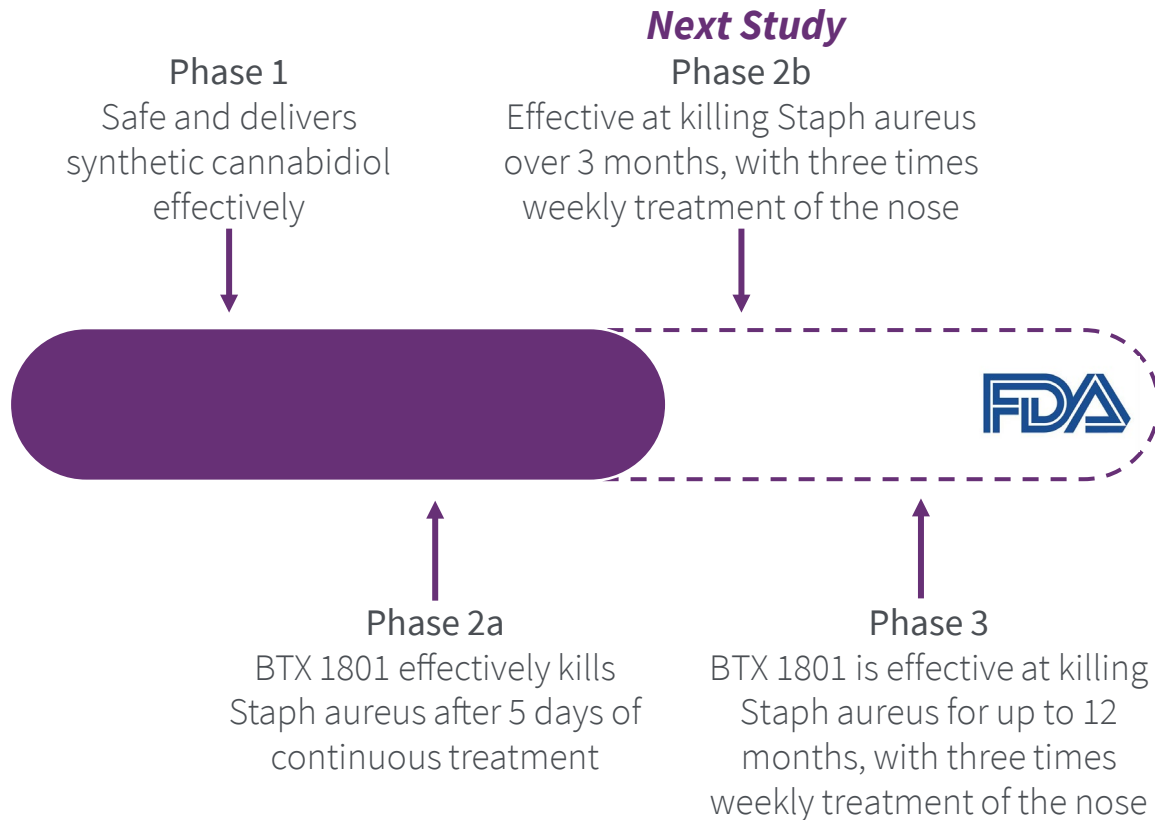 Phase 1
Safe and delivers
synthetic cannabidiol
effectively
Next Study
Phase 2b
Effective at killing Staph aureus
over 3 months, with three times
weekly treatment of the nose
FDA
Phase 2a
BTX 1801 effectively kills
Staph aureus after 5 days of
continuous treatment
Phase 3
BTX 1801 is effective at killing
Staph aureus for up to 12
months, with three times
weekly treatment of the nose